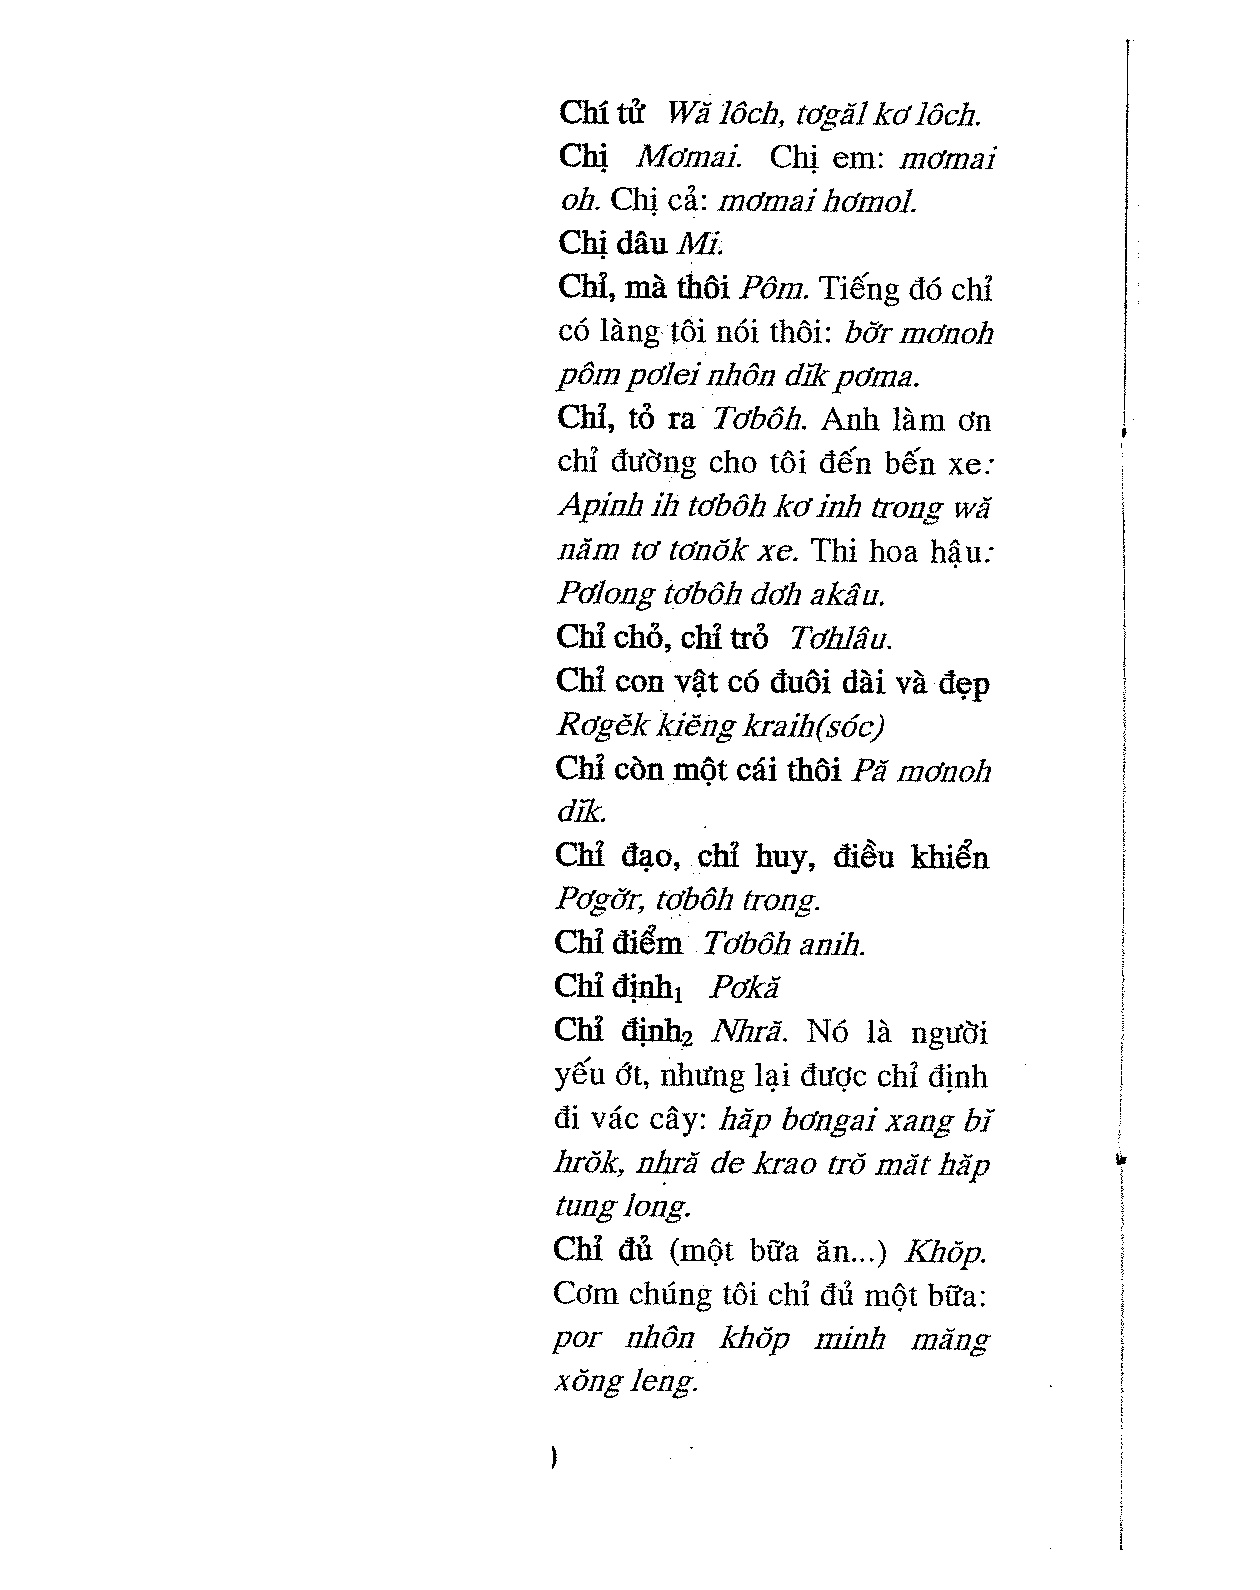 Chí tử Wă lôch, tơgăl kơ lôch.
Chị Mơmai. Chị em: mơmai
oh. Chị cả: mơmai hơmol.
Chị dâu Mi.
Chỉ, mà thôi Pôm. Tiếng đó chỉ
có làng tôi nói thôi: bơ̆r mơnoh
pôm pơlei nhôn dĭk pơma.
Chỉ, tỏ ra Tơbôh. Anh làm ơn
chỉ đường cho tôi đến bến xe:
Apinh ih tơbôh kơ inh trong wă
năm tơ tơnŏk xe. Thi hoa hậu:
Pơlong tơbôh dơh akâu.
Chỉ chỏ, chỉ trỏ Tơhlâu.
Chỉ con vật có đuôi dài và đẹp
Rơgĕk kiĕng kraih(sóc)
Chỉ còn một cái thôi Pă mơnoh
dĭk.
Chỉ đạo, chỉ huy, điều khiển
Pơgơ̆r, tơbôh trong.
Chỉ điểm Tơbôh anih.
Chỉ định₁ Pơkă
Chỉ định₂ Nhră. Nó là người
yếu ớt, nhưng lại được chỉ định
đi vác cây: hăp bơngai xang bĭ
hrŏk, nhră de krao trŏ măt hăp
tung long.
Chỉ đủ (một bữa ăn...) Khŏp.
Cơm chúng tôi chỉ đủ một bữa:
por nhôn khŏp minh măng
xŏng leng.